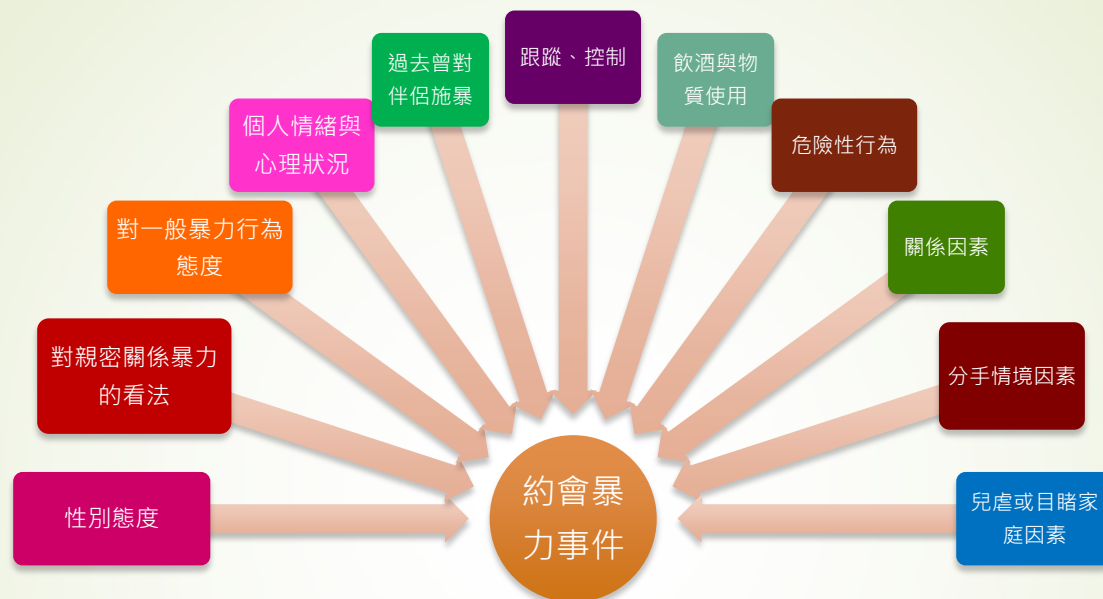 性別態度
對親密關係暴力
的看法
對一般暴力行為
態度
個人情緒與
心理狀況
過去曾對
伴侶施暴
跟蹤、控制
飲酒與物
質使用
危險性行為
關係因素
分手情境因素
兒虐或目睹家
庭因素
約會暴
力事件